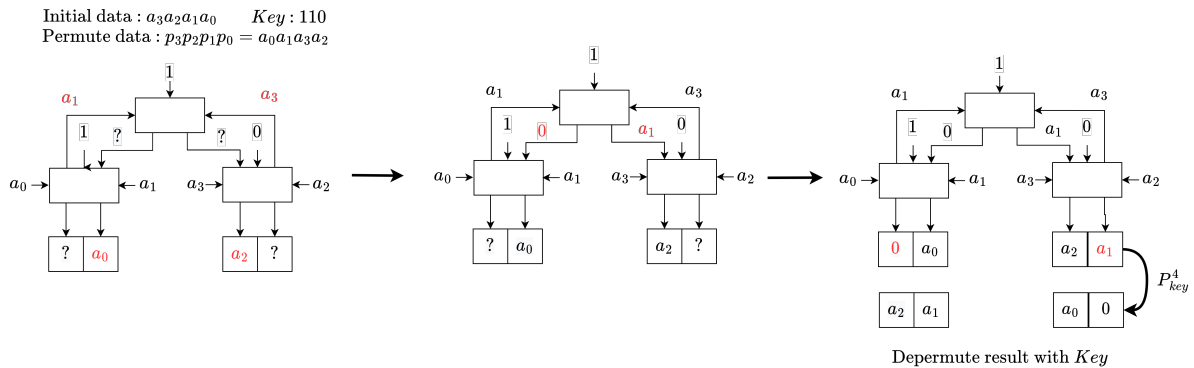 Initial data : a₃a₂a₁a₀ Key : 110
Permute data : p₃p₂p₁p₀ = a₀a₁a₃a₂
1
a₁ a₃
1 ? ? 0
a₀ a₁ a₃ a₂
? a₀ a₂ ?
1
a₁ a₃
1 0 a₁ 0
a₀ a₁ a₃ a₂
? a₀ a₂ ?
1
a₁ a₃
1 0 a₁ 0
a₀ a₁ a₃ a₂
0 a₀ a₂ a₁
P⁴key
a₂ a₁ a₀ 0
Depermute result with Key